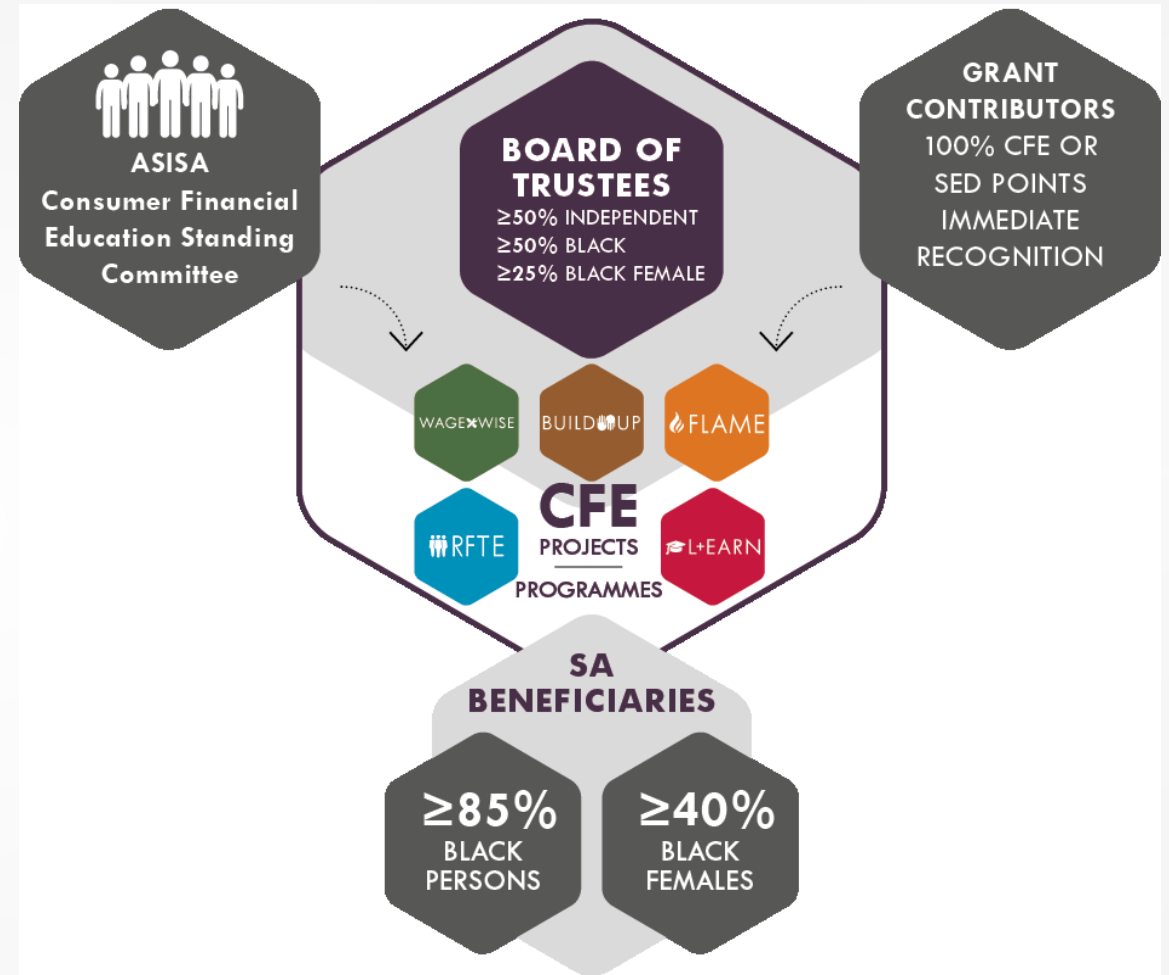 ASISA
Consumer Financial
Education Standing
Committee
BOARD OF
TRUSTEES
≥50% INDEPENDENT
≥50% BLACK
≥25% BLACK FEMALE
GRANT
CONTRIBUTORS
100% CFE OR
SED POINTS
IMMEDIATE
RECOGNITION
WAGE WISE
BUILD UP
FLAME
RFTE
CFE
PROJECTS
PROGRAMMES
L+EARN
SA
BENEFICIARIES
≥85%
BLACK
PERSONS
≥40%
BLACK
FEMALES